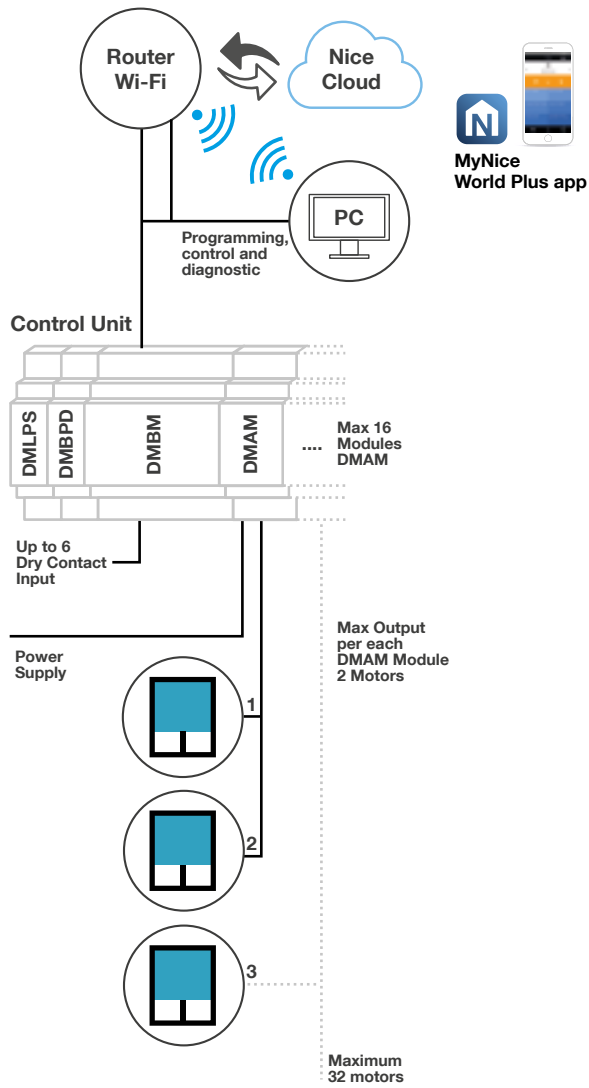 Router
Wi-Fi
Nice
Cloud
N
MyNice
World Plus app
PC
Programming,
control and
diagnostic
Control Unit
DMLPS
DMBPD
DMBM
DMAM
....
Max 16
Modules
DMAM
Up to 6
Dry Contact
Input
Power
Supply
Max Output
per each
DMAM Module
2 Motors
1
2
3
Maximum
32 motors